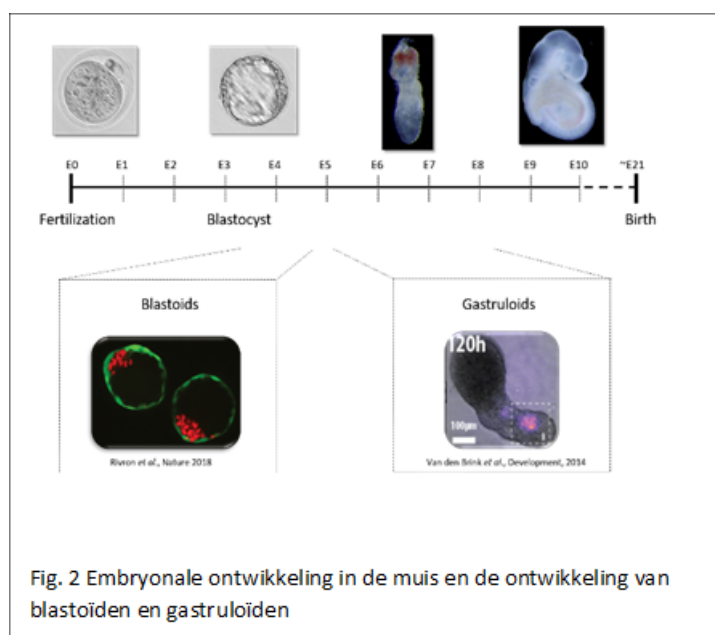 E0 E1 E2 E3 E4 E5 E6 E7 E8 E9 E10 ~E21
Fertilization Blastocyst Birth
Blastoids Gastruloids
120h
100µm
Rivron et al., Nature 2018 Van den Brink et al., Development, 2014
Fig. 2 Embryonale ontwikkeling in de muis en de ontwikkeling van
blastoïden en gastruloïden